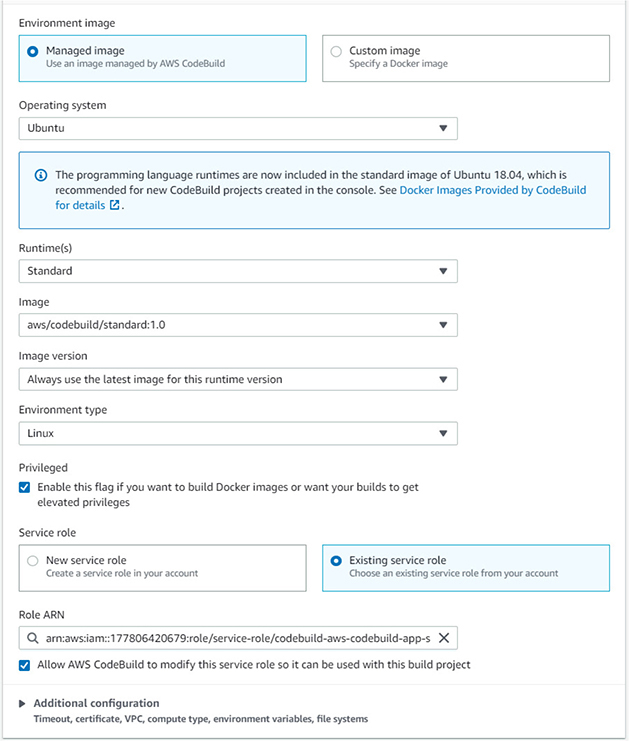 Environment image
Managed image
Use an image managed by AWS CodeBuild
Custom image
Specify a Docker image
Operating system
Ubuntu
The programming language runtimes are now included in the standard image of Ubuntu 18.04, which is
recommended for new CodeBuild projects created in the console. See Docker Images Provided by CodeBuild
for details .
Runtime(s)
Standard
Image
aws/codebuild/standard:1.0
Image version
Always use the latest image for this runtime version
Environment type
Linux
Privileged
Enable this flag if you want to build Docker images or want your builds to get
elevated privileges
Service role
New service role
Create a service role in your account
Existing service role
Choose an existing service role from your account
Role ARN
arn:aws:iam::177806420679:role/service-role/codebuild-aws-codebuild-app-s
Allow AWS CodeBuild to modify this service role so it can be used with this build project
Additional configuration
Timeout, certificate, VPC, compute type, environment variables, file systems